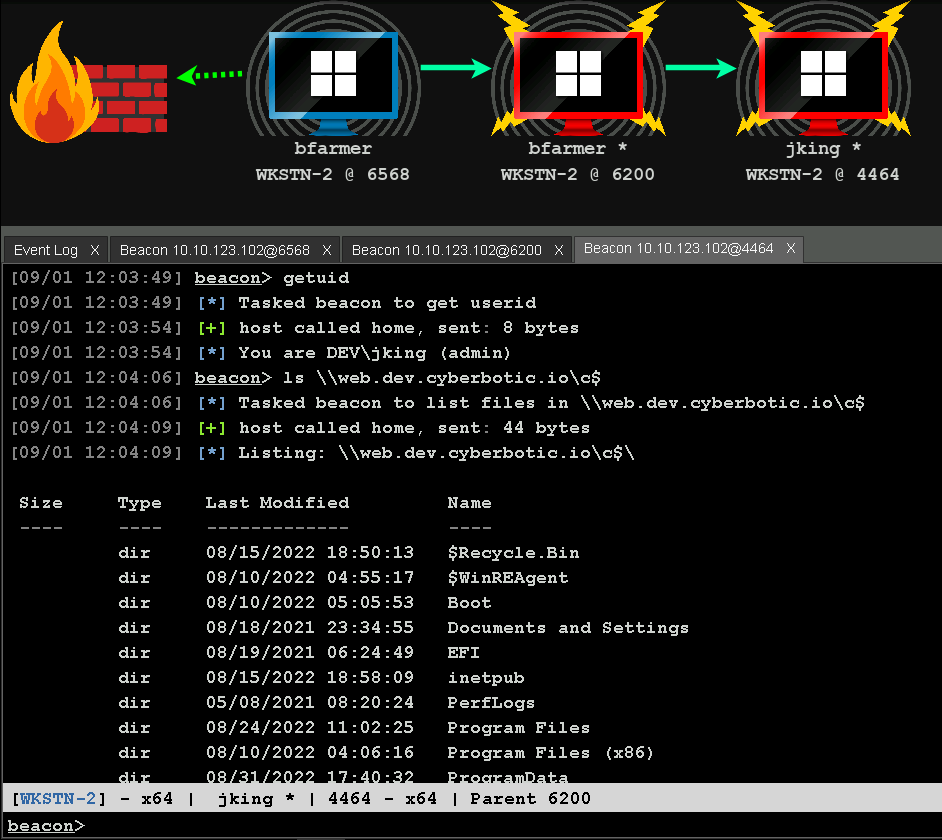 bfarmer bfarmer * jking *
WKSTN-2 @ 6568 WKSTN-2 @ 6200 WKSTN-2 @ 4464
Event Log X Beacon 10.10.123.102@6568 X Beacon 10.10.123.102@6200 X Beacon 10.10.123.102@4464 X
[09/01 12:03:49] beacon> getuid
[09/01 12:03:49] [*] Tasked beacon to get userid
[09/01 12:03:54] [+] host called home, sent: 8 bytes
[09/01 12:03:54] [*] You are DEV\jking (admin)
[09/01 12:04:06] beacon> ls \\web.dev.cyberbotic.io\c$
[09/01 12:04:06] [*] Tasked beacon to list files in \\web.dev.cyberbotic.io\c$
[09/01 12:04:09] [+] host called home, sent: 44 bytes
[09/01 12:04:09] [*] Listing: \\web.dev.cyberbotic.io\c$\
Size Type Last Modified Name
---- ---- ------------- ----
dir 08/15/2022 18:50:13 $Recycle.Bin
dir 08/10/2022 04:55:17 $WinREAgent
dir 08/10/2022 05:05:53 Boot
dir 08/18/2021 23:34:55 Documents and Settings
dir 08/19/2021 06:24:49 EFI
dir 08/15/2022 18:58:09 inetpub
dir 05/08/2021 08:20:24 PerfLogs
dir 08/24/2022 11:02:25 Program Files
dir 08/10/2022 04:06:16 Program Files (x86)
dir 08/31/2022 17:40:32 ProgramData
[WKSTN-2] - x64 | jking * | 4464 - x64 | Parent 6200
beacon>